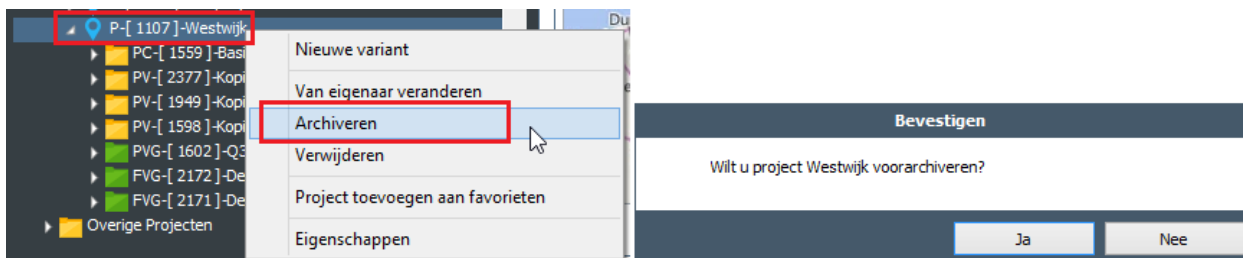 P-[ 1107 ]-Westwijk
PC-[ 1559 ]-Basi
PV-[ 2377 ]-Kopi
PV-[ 1949 ]-Kopi
PV-[ 1598 ]-Kopi
PVG-[ 1602 ]-Q3
FVG-[ 2172 ]-De
FVG-[ 2171 ]-De
Overige Projecten
Nieuwe variant
Van eigenaar veranderen
Archiveren
Verwijderen
Project toevoegen aan favorieten
Eigenschappen
Du
Bevestigen
Wilt u project Westwijk voorarchiveren?
Ja
Nee